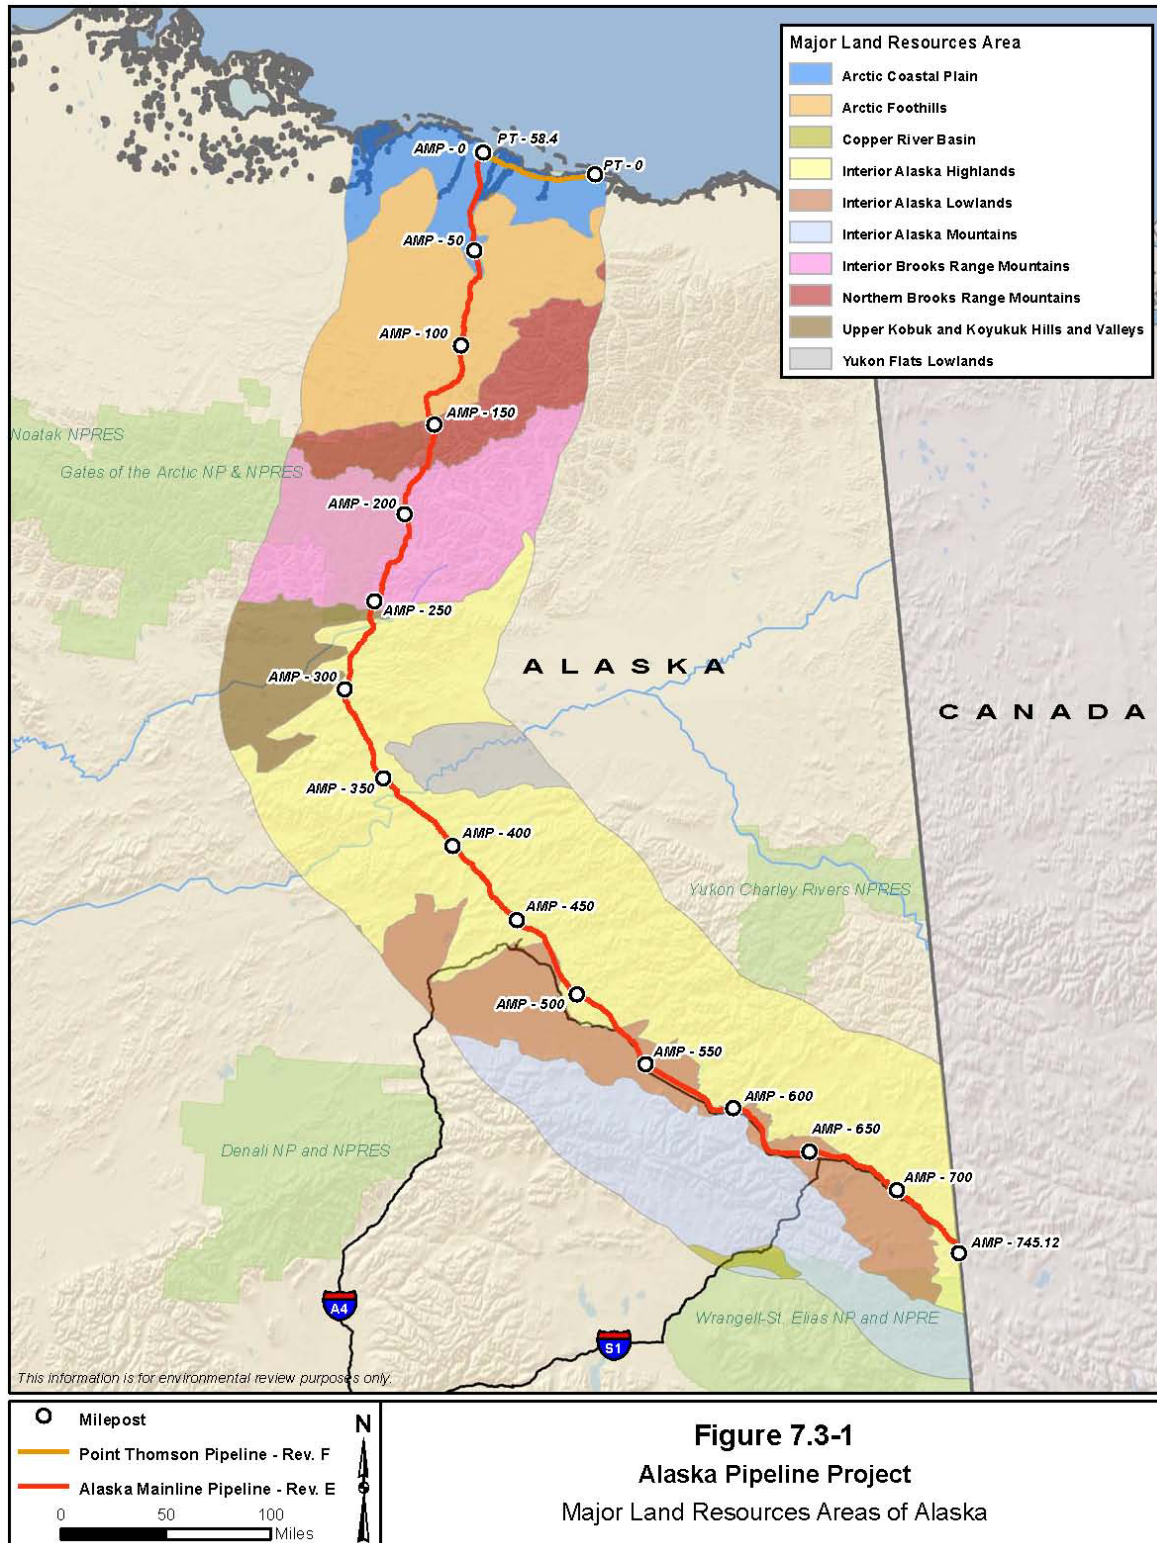 Major Land Resources Area
Arctic Coastal Plain
Arctic Foothills
Copper River Basin
Interior Alaska Highlands
Interior Alaska Lowlands
Interior Alaska Mountains
Interior Brooks Range Mountains
Northern Brooks Range Mountains
Upper Kobuk and Koyukuk Hills and Valleys
Yukon Flats Lowlands
PT - 58.4
AMP - 0
PT - 0
AMP - 50
AMP - 100
AMP - 150
Noatak NPRES
Gates of the Arctic NP & NPRES
AMP - 200
AMP - 250
ALASKA
AMP - 300
CANADA
AMP - 350
AMP - 400
Yukon Charley Rivers NPRES
AMP - 450
AMP - 500
AMP - 550
AMP - 600
AMP - 650
Denali NP and NPRES
AMP - 700
AMP - 745.12
A4
Wrangell-St. Elias NP and NPRE
S1
This information is for environmental review purposes only.
Milepost
Point Thomson Pipeline - Rev. F
Alaska Mainline Pipeline - Rev. E
0 50 100
Miles
N
Figure 7.3-1
Alaska Pipeline Project
Major Land Resources Areas of Alaska